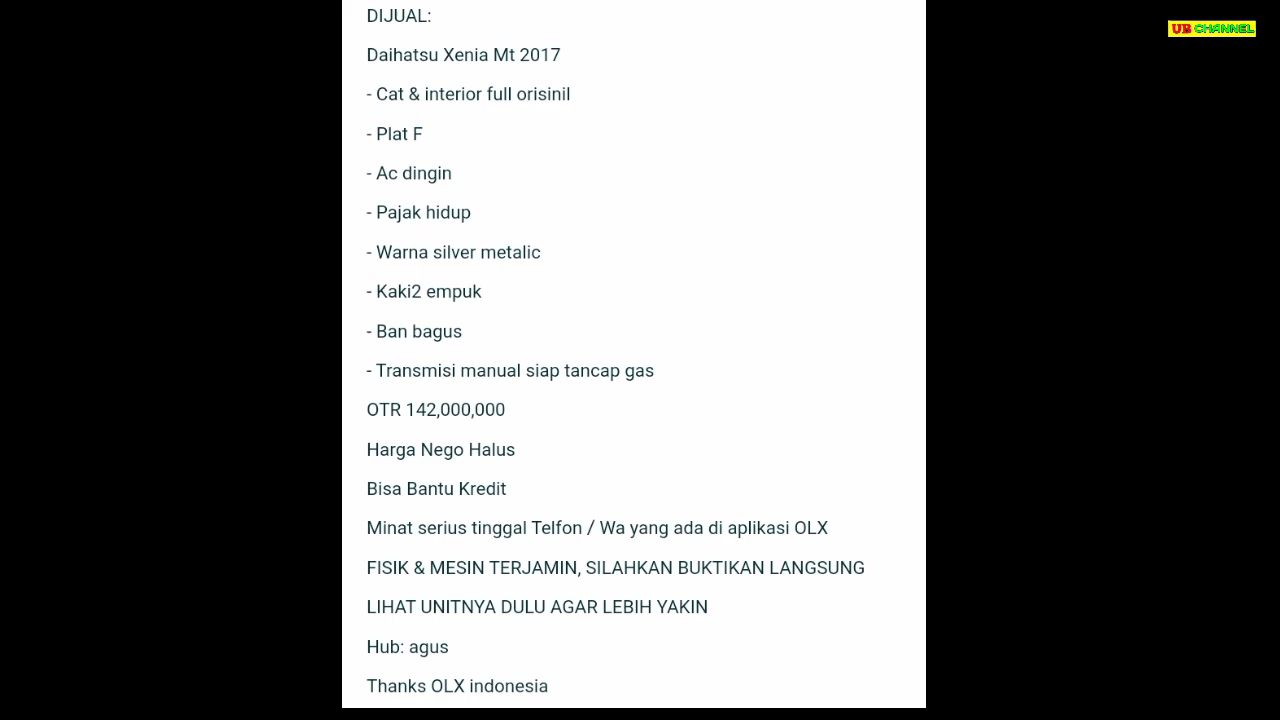 DIJUAL:
Daihatsu Xenia Mt 2017
- Cat & interior full orisinil
- Plat F
- Ac dingin
- Pajak hidup
- Warna silver metalic
- Kaki2 empuk
- Ban bagus
- Transmisi manual siap tancap gas
OTR 142,000,000
Harga Nego Halus
Bisa Bantu Kredit
Minat serius tinggal Telfon / Wa yang ada di aplikasi OLX
FISIK & MESIN TERJAMIN, SILAHKAN BUKTIKAN LANGSUNG
LIHAT UNITNYA DULU AGAR LEBIH YAKIN
Hub: agus
Thanks OLX indonesia
UB CHANNEL